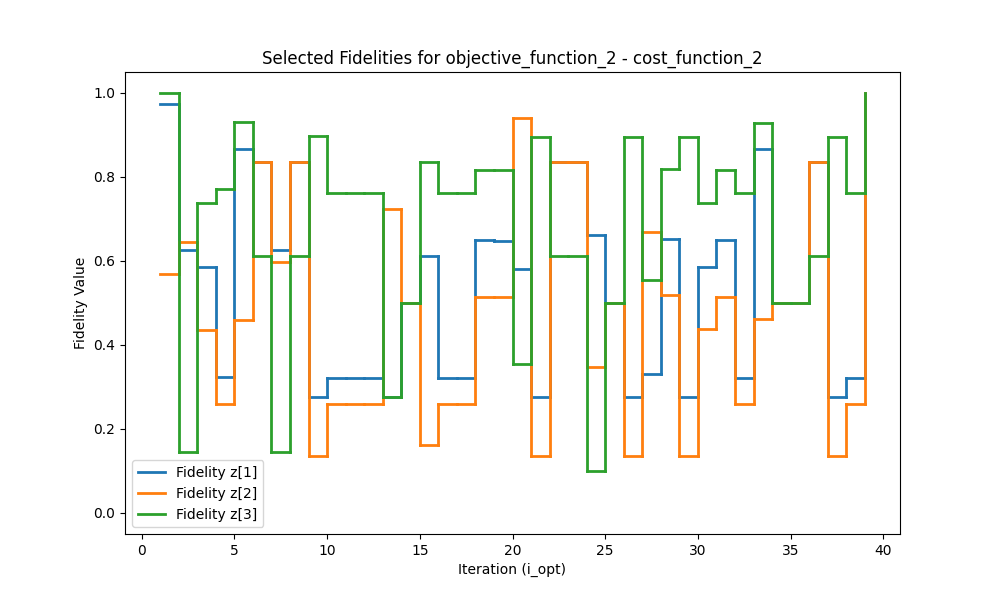 Selected Fidelities for objective_function_2 - cost_function_2
Fidelity Value
1.0
0.8
0.6
0.4
0.2
0.0
Fidelity z[1]
Fidelity z[2]
Fidelity z[3]
0 5 10 15 20 25 30 35 40
Iteration (i_opt)